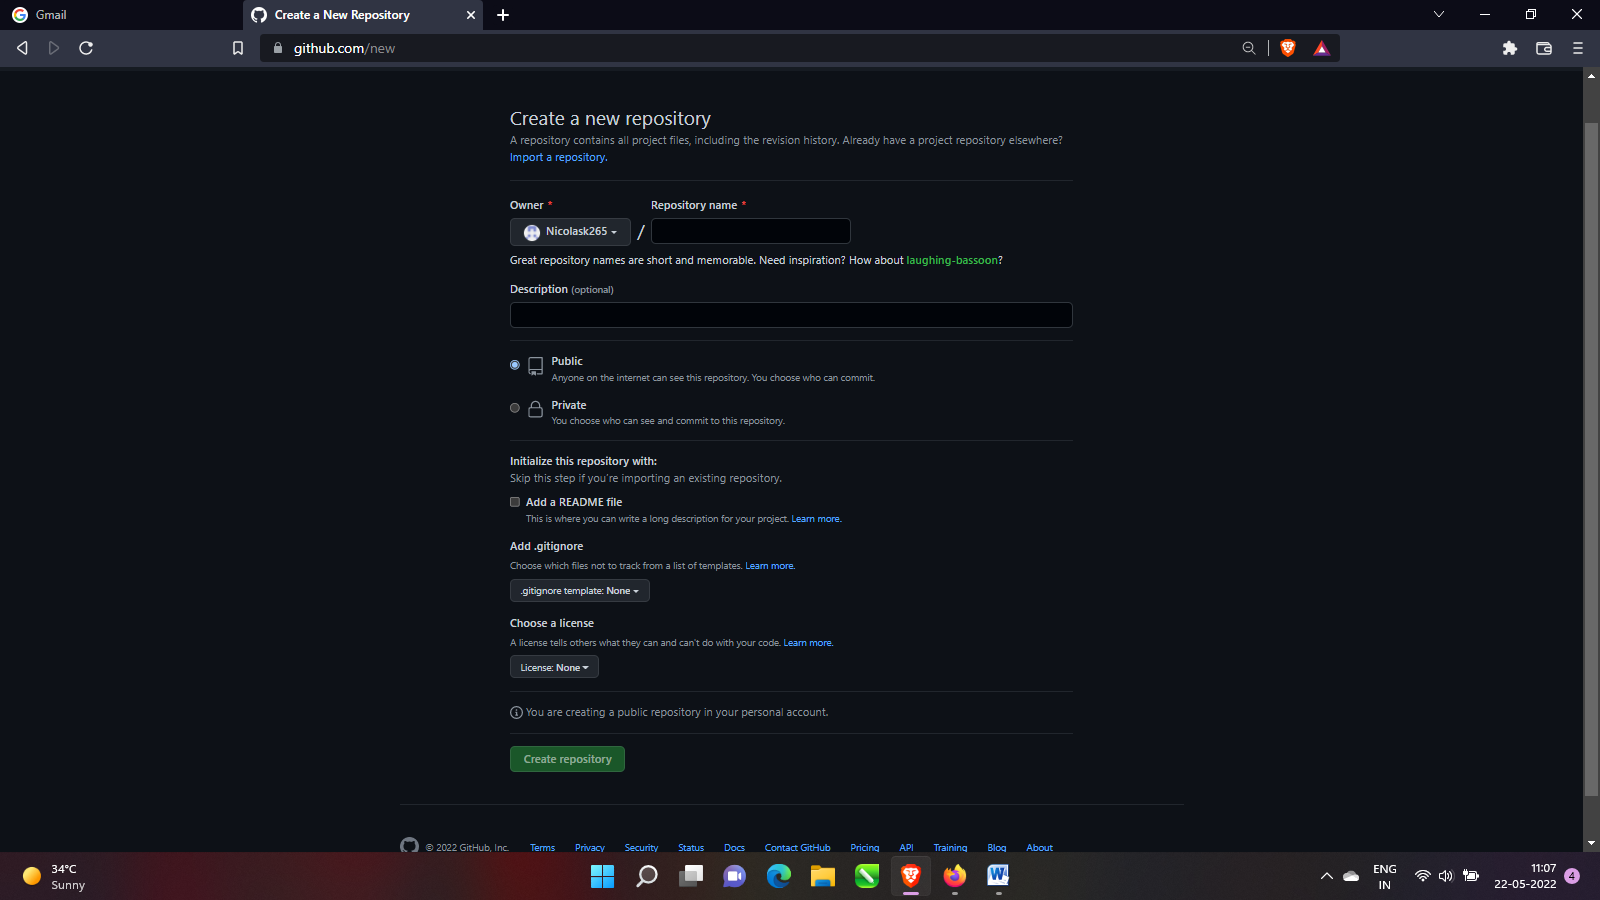 Gmail
Create a New Repository
github.com/new
Create a new repository
A repository contains all project files, including the revision history. Already have a project repository elsewhere?
Import a repository.
Owner *
Repository name *
Nicolask265
/
Great repository names are short and memorable. Need inspiration? How about laughing-bassoon?
Description (optional)
Public
Anyone on the internet can see this repository. You choose who can commit.
Private
You choose who can see and commit to this repository.
Initialize this repository with:
Skip this step if you're importing an existing repository.
Add a README file
This is where you can write a long description for your project. Learn more.
Add .gitignore
Choose which files not to track from a list of templates. Learn more.
.gitignore template: None
Choose a license
A license tells others what they can and can't do with your code. Learn more.
License: None
You are creating a public repository in your personal account.
Create repository
© 2022 GitHub, Inc. Terms Privacy Security Status Docs Contact GitHub Pricing API Training Blog About
34°C
Sunny
ENG
IN
11:07
22-05-2022
4